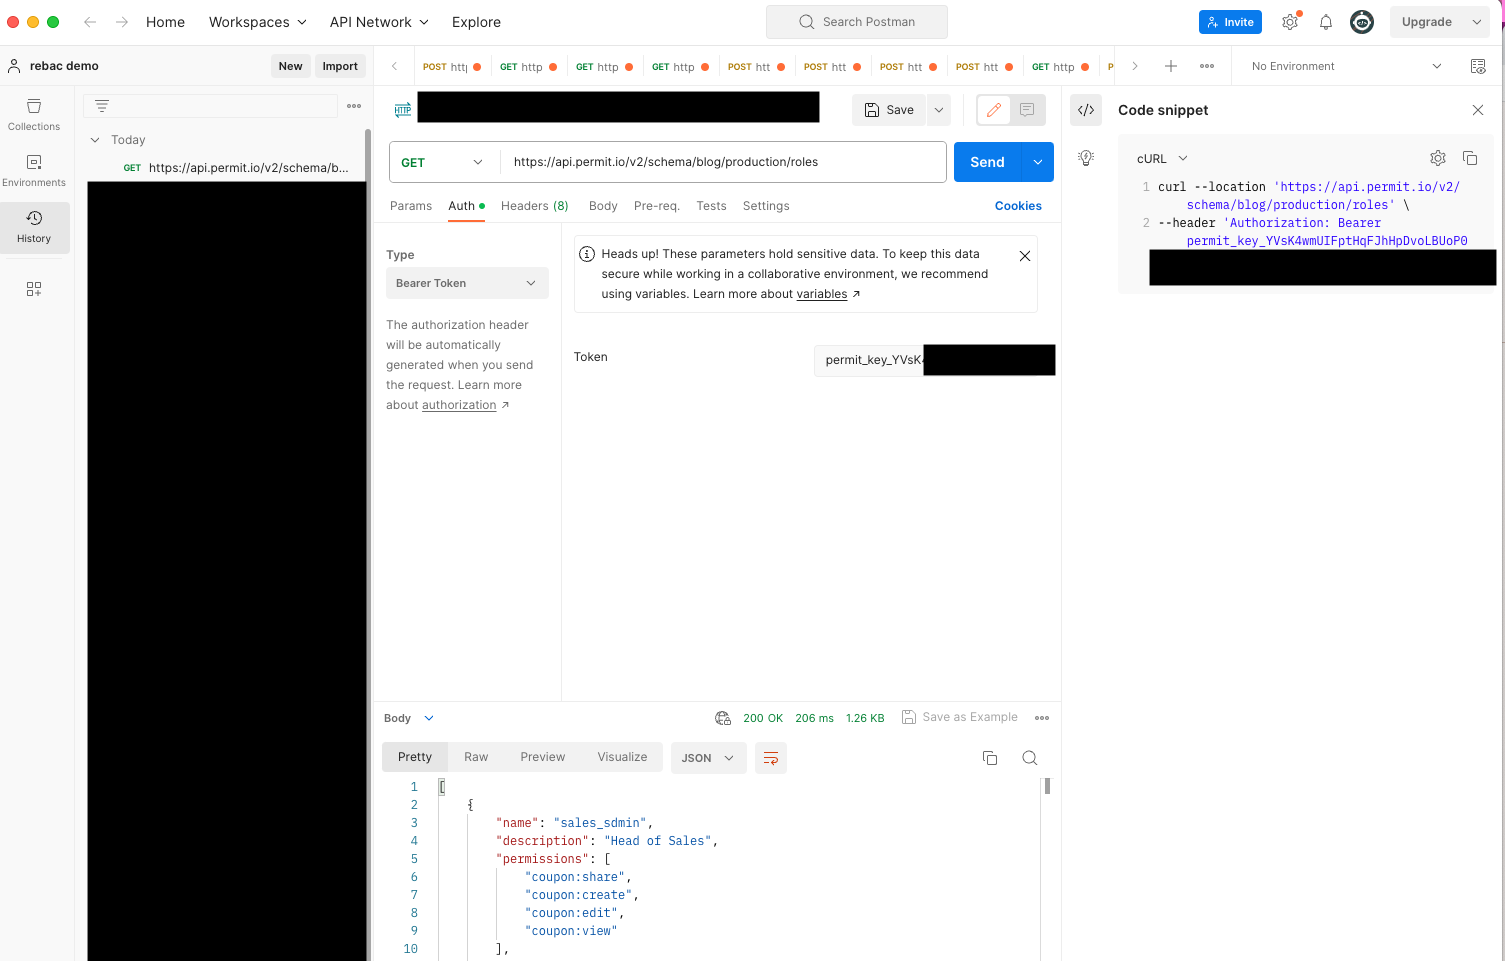 Home Workspaces API Network Explore Search Postman Invite Upgrade
rebac demo New Import POST http GET http GET http GET http POST htt POST htt POST htt POST htt GET http P No Environment
Collections
Environments
History
Today
GET https://api.permit.io/v2/schema/b...
HTTP Save
GET https://api.permit.io/v2/schema/blog/production/roles Send
Params Auth Headers (8) Body Pre-req. Tests Settings Cookies
Type
Bearer Token
The authorization header
will be automatically
generated when you send
the request. Learn more
about authorization ↗
Heads up! These parameters hold sensitive data. To keep this data
secure while working in a collaborative environment, we recommend
using variables. Learn more about variables ↗
Token permit_key_YVsK
</> Code snippet
cURL
1 curl --location 'https://api.permit.io/v2/
schema/blog/production/roles' \
2 --header 'Authorization: Bearer
permit_key_YVsK4wmUIFptHqFJhHpDvoLBUoP0
Body 200 OK 206 ms 1.26 KB Save as Example
Pretty Raw Preview Visualize JSON
1 [
2 {
3 "name": "sales_sdmin",
4 "description": "Head of Sales",
5 "permissions": [
6 "coupon:share",
7 "coupon:create",
8 "coupon:edit",
9 "coupon:view"
10 ],